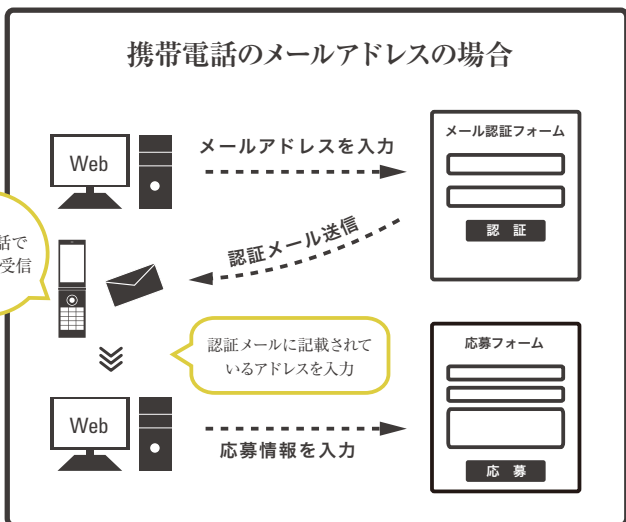 携帯電話のメールアドレスの場合
Web
メールアドレスを入力
メール認証フォーム
認 証
認証メール送信
話で
受信
認証メールに記載されて
いるアドレスを入力
Web
応募情報を入力
応募フォーム
応 募